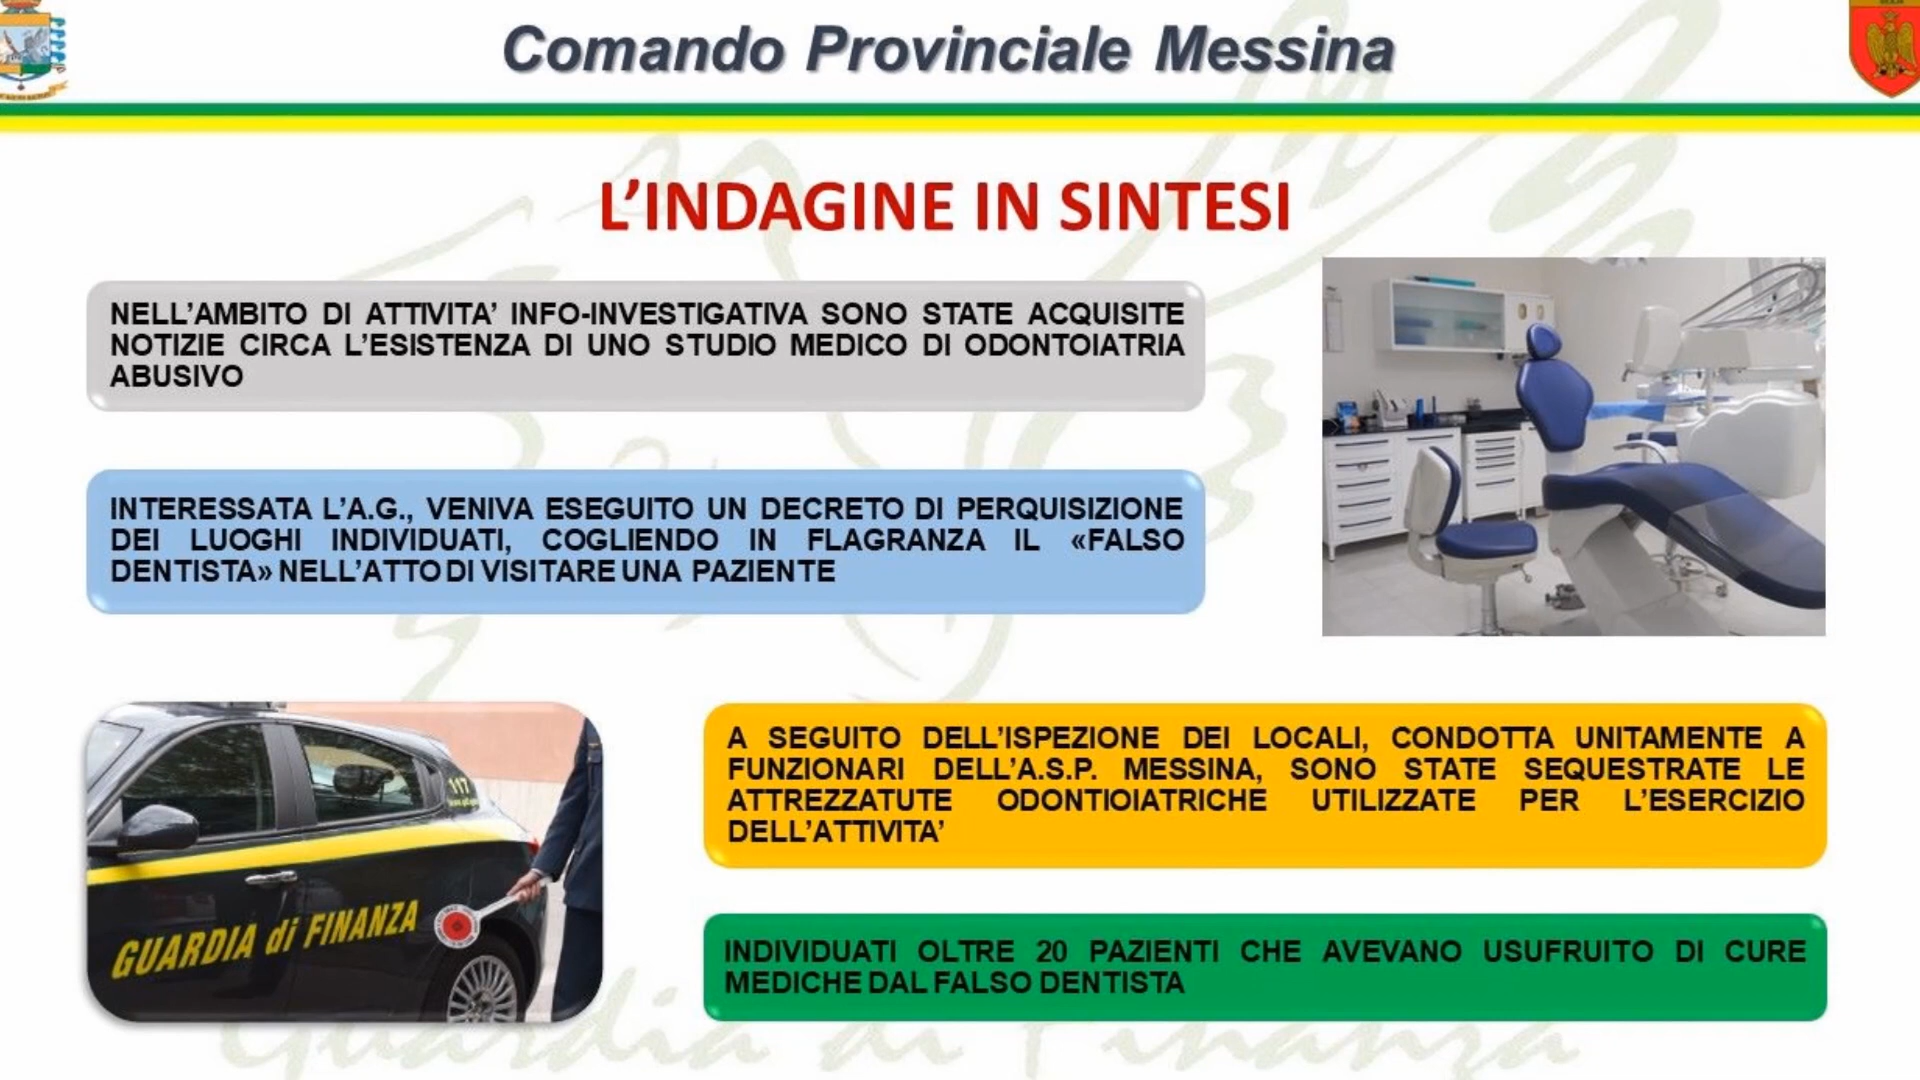 Comando Provinciale Messina
L’INDAGINE IN SINTESI
NELL’AMBITO DI ATTIVITA’ INFO-INVESTIGATIVA SONO STATE ACQUISITE
NOTIZIE CIRCA L’ESISTENZA DI UNO STUDIO MEDICO DI ODONTOIATRIA
ABUSIVO
INTERESSATA L’A.G., VENIVA ESEGUITO UN DECRETO DI PERQUISIZIONE
DEI LUOGHI INDIVIDUATI, COGLIENDO IN FLAGRANZA IL «FALSO
DENTISTA» NELL’ATTO DI VISITARE UNA PAZIENTE
117
GUARDIA di FINANZA
A SEGUITO DELL’ISPEZIONE DEI LOCALI, CONDOTTA UNITAMENTE A
FUNZIONARI DELL’A.S.P. MESSINA, SONO STATE SEQUESTRATE LE
ATTREZZATUTE ODONTIOIATRICHE UTILIZZATE PER L’ESERCIZIO
DELL’ATTIVITA’
INDIVIDUATI OLTRE 20 PAZIENTI CHE AVEVANO USUFRUITO DI CURE
MEDICHE DAL FALSO DENTISTA
Guardia di Finanza